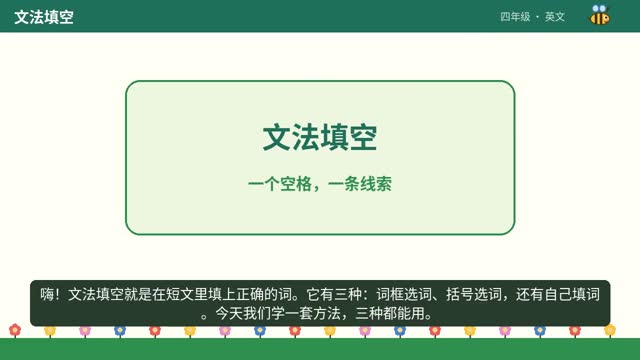 文法填空
四年级 · 英文
文法填空
一个空格，一条线索
嗨！文法填空就是在短文里填上正确的词。它有三种：词框选词、括号选词，还有自己填词
。今天我们学一套方法，三种都能用。